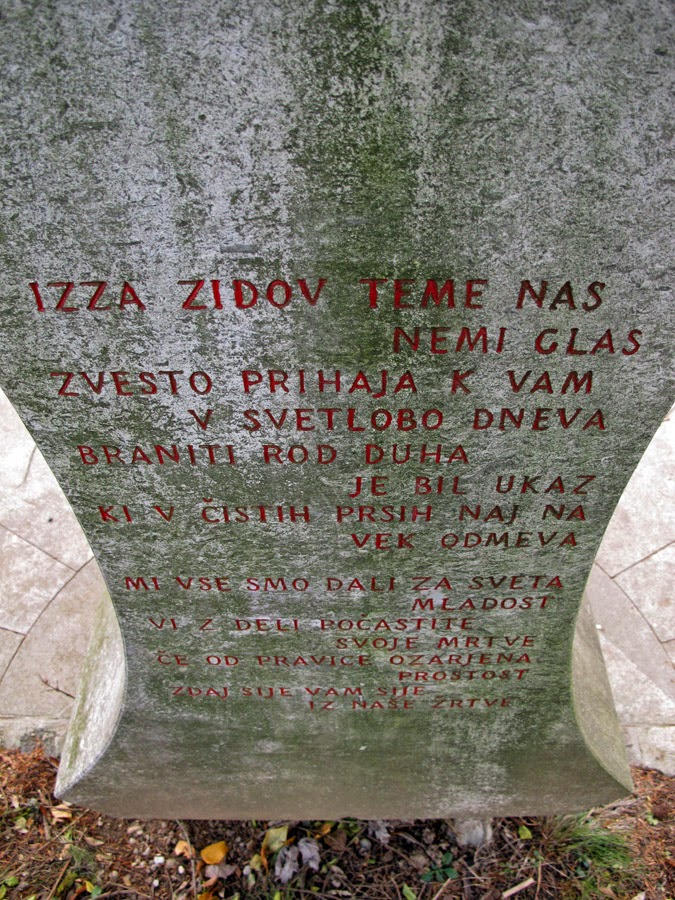 IZZA ZIDOV TEME NAS
NEMI GLAS
ZVESTO PRIHAJA K VAM
V SVETLOBO DNEVA
BRANITI ROD DUHA
JE BIL UKAZ
KI V ČISTIH PRSIH NAJ NA
VEK ODMEVA
MI VSE SMO DALI ZA SVETA
MLADOST
VI Z DELI POČASTITE
SVOJE MRTVE
ČE OD PRAVICE OZARJENA
PROSTOST
ZDAJ SIJE VAM SIJE
IZ NAŠE ŽRTVE